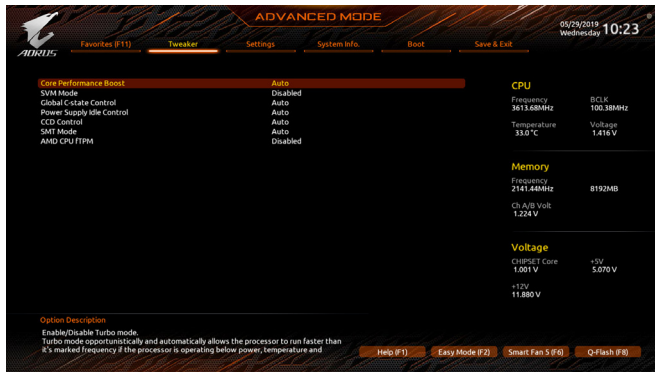 ADVANCED MODE
05/29/2019 10:23
Wednesday
AORUS
Favorites (F11) Tweaker Settings System Info. Boot Save & Exit
Core Performance Boost Auto
SVM Mode Disabled
Global C-state Control Auto
Power Supply Idle Control Auto
CCD Control Auto
SMT Mode Auto
AMD CPU fTPM Disabled
CPU
Frequency BCLK
3613.68MHz 100.38MHz
Temperature Voltage
33.0 °C 1.416 V
Memory
Frequency
2141.44MHz 8192MB
Ch A/B Volt
1.224 V
Voltage
CHIPSET Core +5V
1.001 V 5.070 V
+12V
11.880 V
Option Description
Enable/Disable Turbo mode.
Turbo mode opportunistically and automatically allows the processor to run faster than
it's marked frequency if the processor is operating below power, temperature and
Help (F1) Easy Mode (F2) Smart Fan 5 (F6) Q-Flash (F8)